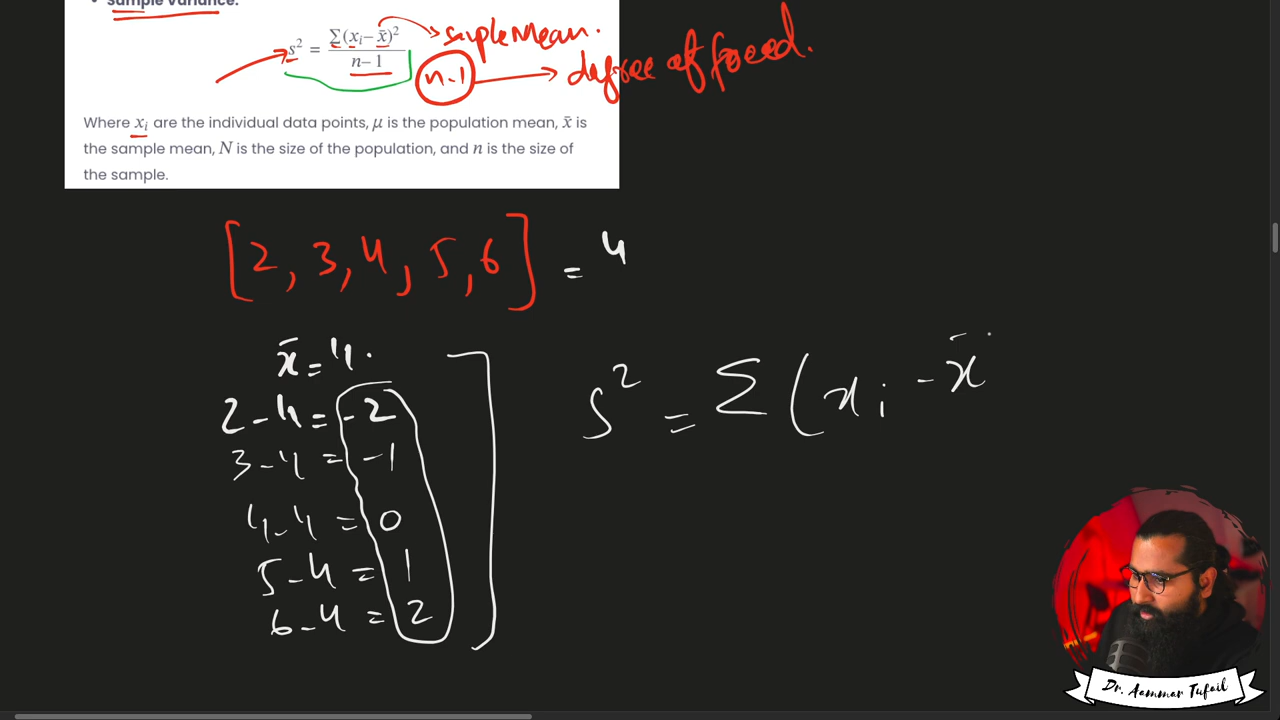 • Sample Variance:
s² = Σ(xᵢ– x̄)² / n– 1
sample Mean.
n-1
degree of freed.
Where xᵢ are the individual data points, μ is the population mean, x̄ is
the sample mean, N is the size of the population, and n is the size of
the sample.
[2, 3, 4, 5, 6] = 4
x̄ = 4.
2-4 = -2
3-4 = -1
4-4 = 0
5-4 = 1
6-4 = 2
S² = Σ (xᵢ - x̄
Dr. Aammar Tufail